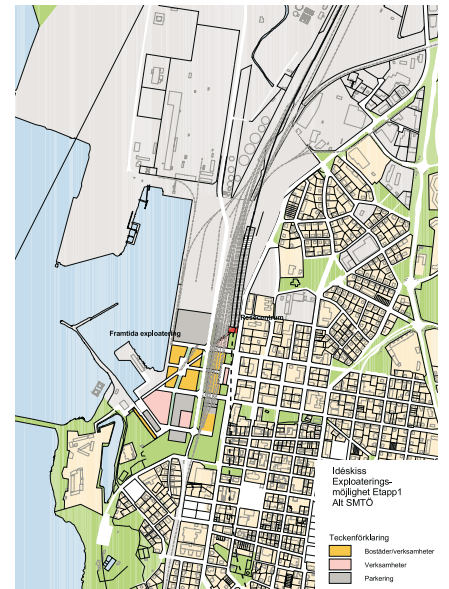 Resecentrum
Framtida exploatering
Idéskiss
Exploaterings-
möjlighet Etapp1
Alt SMTÖ
Teckenförklaring
Bostäder/verksamheter
Verksamheter
Parkering